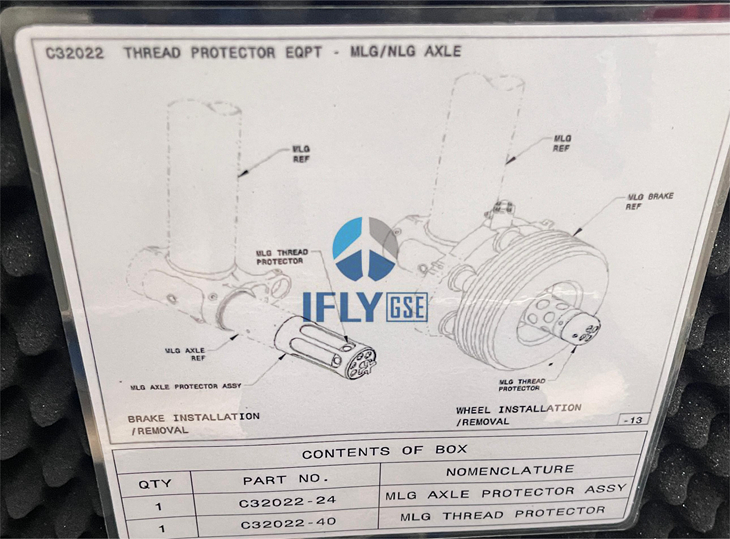 C32022 THREAD PROTECTOR EQPT - MLG/NLG AXLE
MLG
REF
MLG
REF
MLG BRAKE
REF
MLG THREAD
PROTECTOR
IFLY GSE
MLG AXLE
REF
MLG AXLE PROTECTOR ASSY
MLG THREAD
PROTECTOR
BRAKE INSTALLATION
/REMOVAL
WHEEL INSTALLATION
/REMOVAL
-13
CONTENTS OF BOX
QTY PART NO. NOMENCLATURE
1 C32022-24 MLG AXLE PROTECTOR ASSY
1 C32022-40 MLG THREAD PROTECTOR